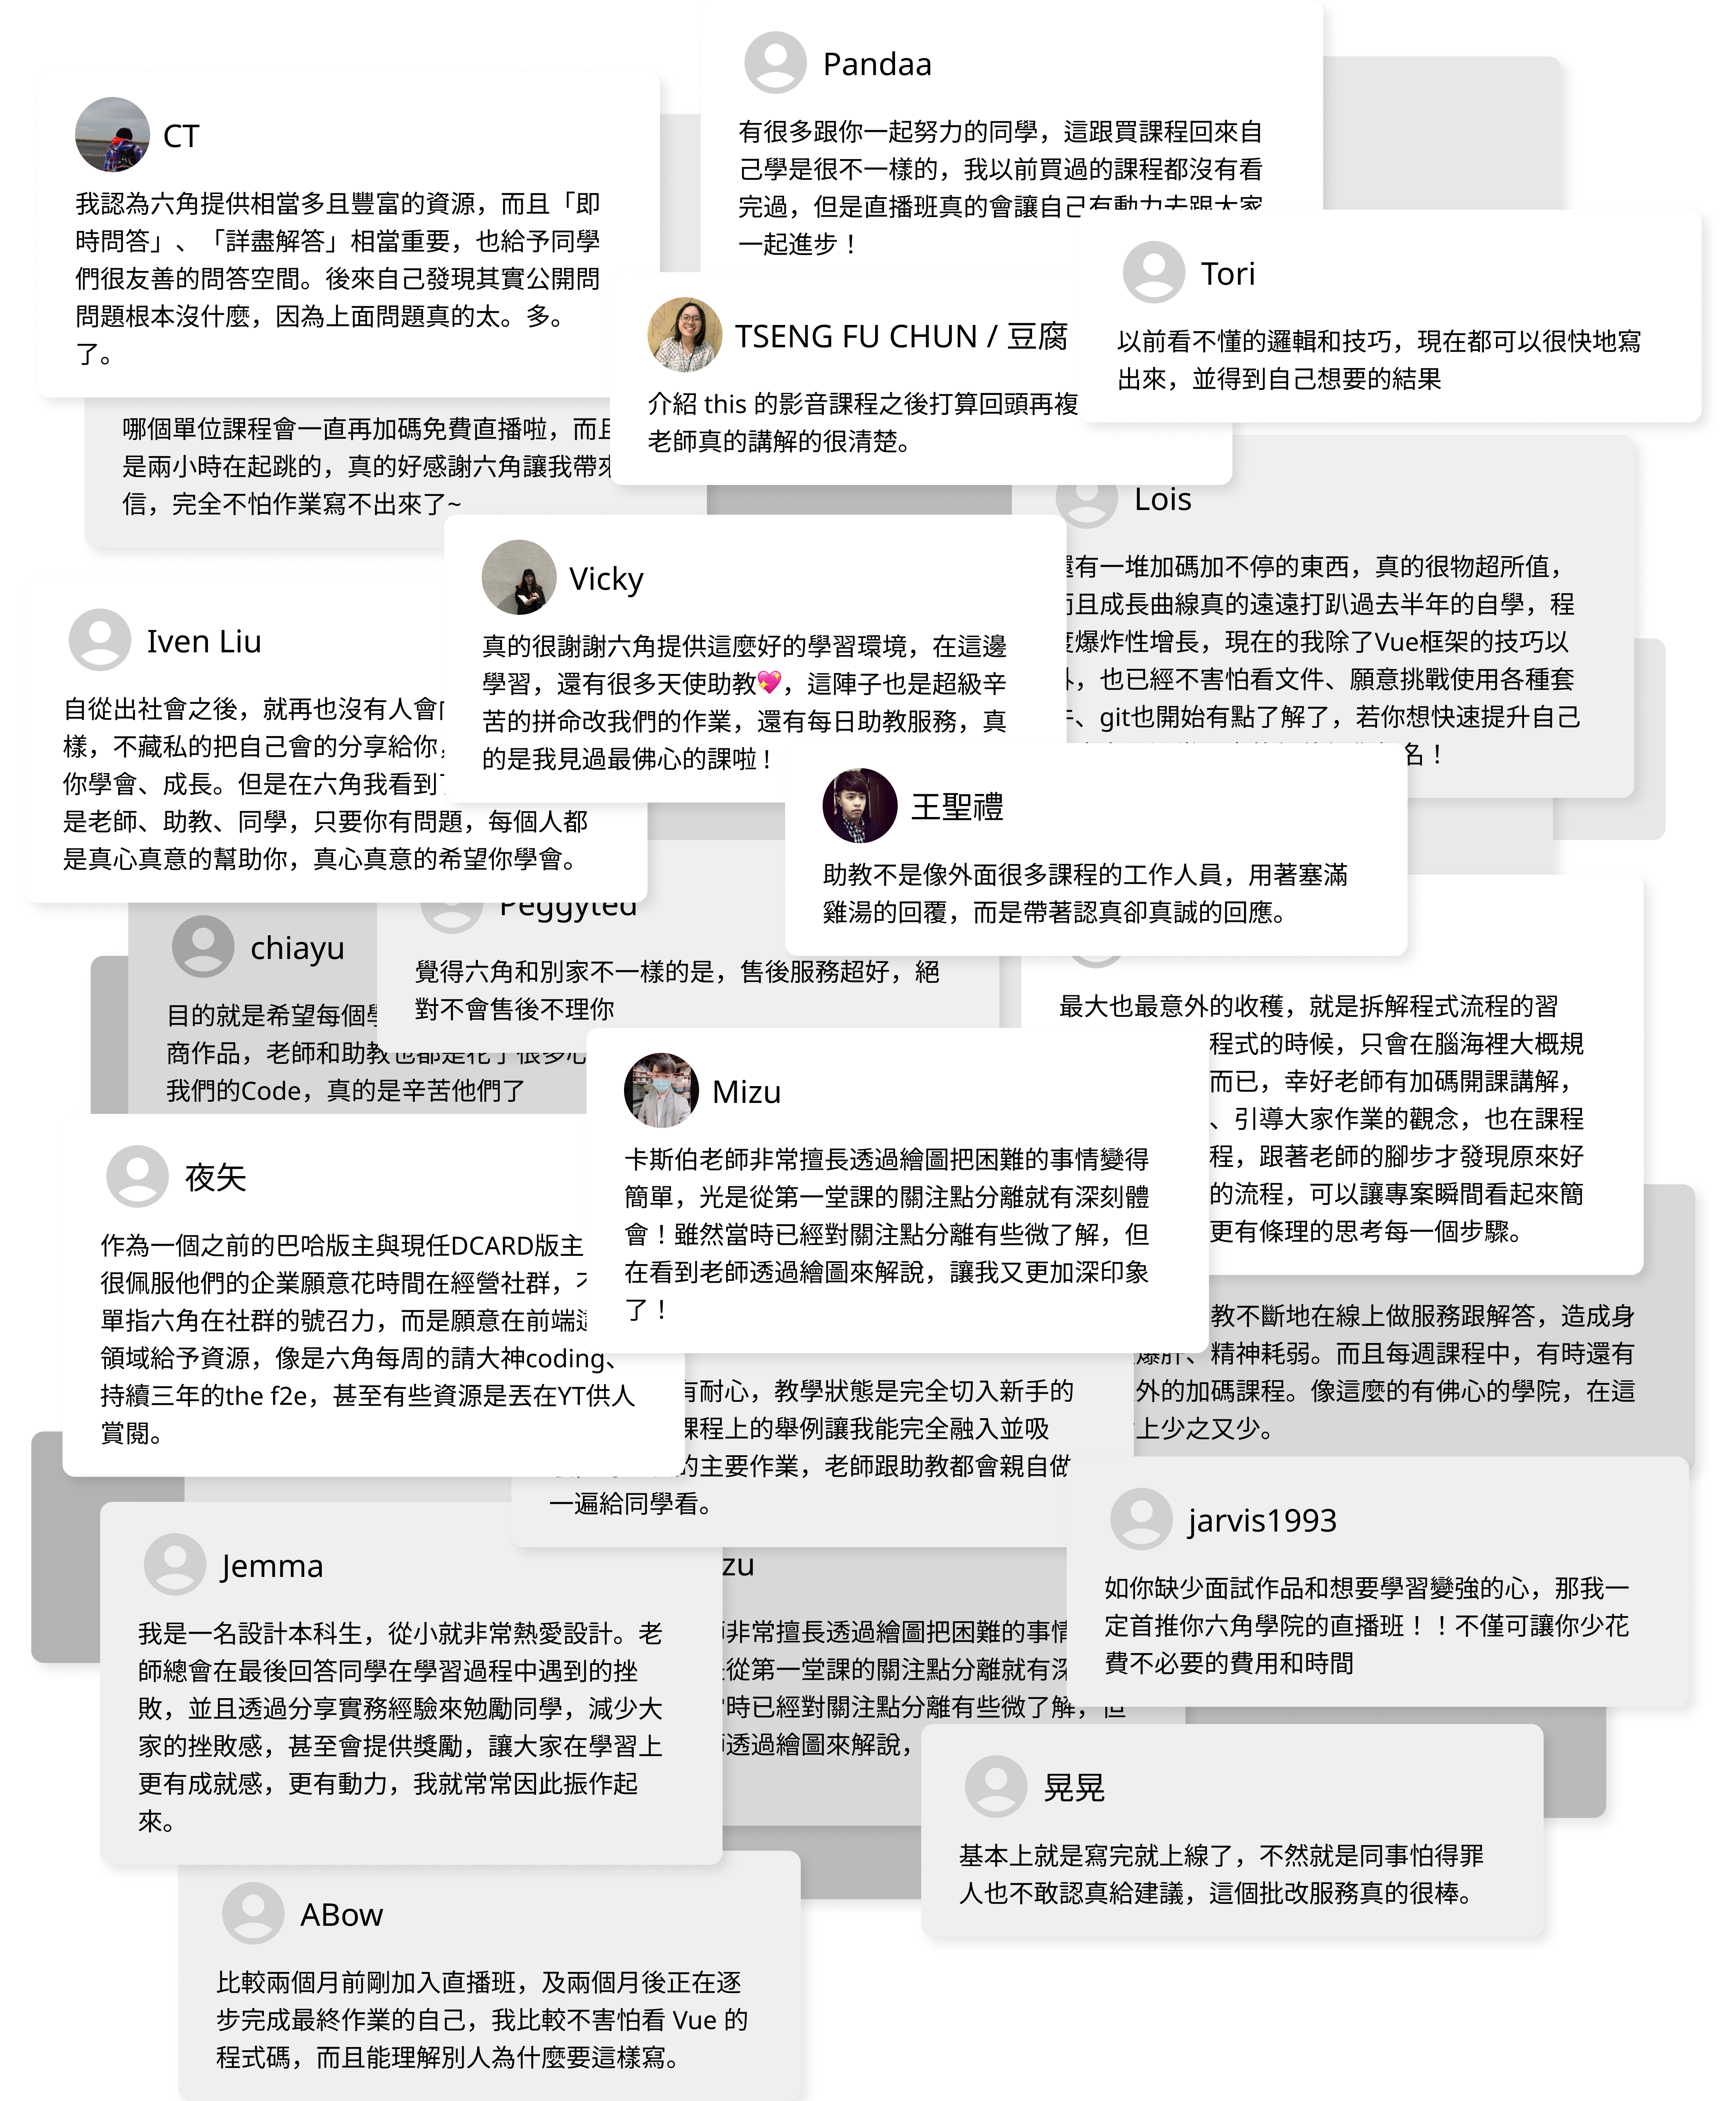 Pandaa
有很多跟你一起努力的同學，這跟買課程回來自
己學是很不一樣的，我以前買過的課程都沒有看
完過，但是直播班真的會讓自己有動力去跟大家
一起進步！
CT
我認為六角提供相當多且豐富的資源，而且「即
時問答」、「詳盡解答」相當重要，也給予同學
們很友善的問答空間。後來自己發現其實公開問
問題根本沒什麼，因為上面問題真的太。多。
了。
Tori
以前看不懂的邏輯和技巧，現在都可以很快地寫
出來，並得到自己想要的結果
TSENG FU CHUN / 豆腐
介紹 this 的影音課程之後打算回頭再複
老師真的講解的很清楚。
哪個單位課程會一直再加碼免費直播啦，而且
是兩小時在起跳的，真的好感謝六角讓我帶來
信，完全不怕作業寫不出來了~
Lois
還有一堆加碼加不停的東西，真的很物超所值，
而且成長曲線真的遠遠打趴過去半年的自學，程
度爆炸性增長，現在的我除了Vue框架的技巧以
外，也已經不害怕看文件、願意挑戰使用各種套
件、git也開始有點了解了，若你想快速提升自己
名！
Vicky
真的很謝謝六角提供這麼好的學習環境，在這邊
學習，還有很多天使助教💖，這陣子也是超級辛
苦的拼命改我們的作業，還有每日助教服務，真
的是我見過最佛心的課啦！
Iven Liu
自從出社會之後，就再也沒有人會
樣，不藏私的把自己會的分享給你，
你學會、成長。但是在六角我看到了
是老師、助教、同學，只要你有問題，每個人都
是真心真意的幫助你，真心真意的希望你學會。
王聖禮
助教不是像外面很多課程的工作人員，用著塞滿
雞湯的回覆，而是帶著認真卻真誠的回應。
Peggyted
覺得六角和別家不一樣的是，售後服務超好，絕
對不會售後不理你
chiayu
目的就是希望每個學
商作品，老師和助教也都是花了很多心
我們的Code，真的是辛苦他們了
最大也最意外的收穫，就是拆解程式流程的習
程式的時候，只會在腦海裡大概規
而已，幸好老師有加碼開課講解，
、引導大家作業的觀念，也在課程
程，跟著老師的腳步才發現原來好
的流程，可以讓專案瞬間看起來簡
更有條理的思考每一個步驟。
Mizu
卡斯伯老師非常擅長透過繪圖把困難的事情變得
簡單，光是從第一堂課的關注點分離就有深刻體
會！雖然當時已經對關注點分離有些微了解，但
在看到老師透過繪圖來解說，讓我又更加深印象
了！
夜矢
作為一個之前的巴哈版主與現任DCARD版主
很佩服他們的企業願意花時間在經營社群，不
單指六角在社群的號召力，而是願意在前端這
領域給予資源，像是六角每周的請大神coding、
持續三年的the f2e，甚至有些資源是丟在YT供人
賞閱。
教不斷地在線上做服務跟解答，造成身
爆肝、精神耗弱。而且每週課程中，有時還有
外的加碼課程。像這麼的有佛心的學院，在這
上少之又少。
有耐心，教學狀態是完全切入新手的
課程上的舉例讓我能完全融入並吸
的主要作業，老師跟助教都會親自做
一遍給同學看。
jarvis1993
如你缺少面試作品和想要學習變強的心，那我一
定首推你六角學院的直播班！！不僅可讓你少花
費不必要的費用和時間
zu
師非常擅長透過繪圖把困難的事情
從第一堂課的關注點分離就有深
當時已經對關注點分離有些微了解，但
師透過繪圖來解說，
Jemma
我是一名設計本科生，從小就非常熱愛設計。老
師總會在最後回答同學在學習過程中遇到的挫
敗，並且透過分享實務經驗來勉勵同學，減少大
家的挫敗感，甚至會提供獎勵，讓大家在學習上
更有成就感，更有動力，我就常常因此振作起
來。
晃晃
基本上就是寫完就上線了，不然就是同事怕得罪
人也不敢認真給建議，這個批改服務真的很棒。
ABow
比較兩個月前剛加入直播班，及兩個月後正在逐
步完成最終作業的自己，我比較不害怕看 Vue 的
程式碼，而且能理解別人為什麼要這樣寫。